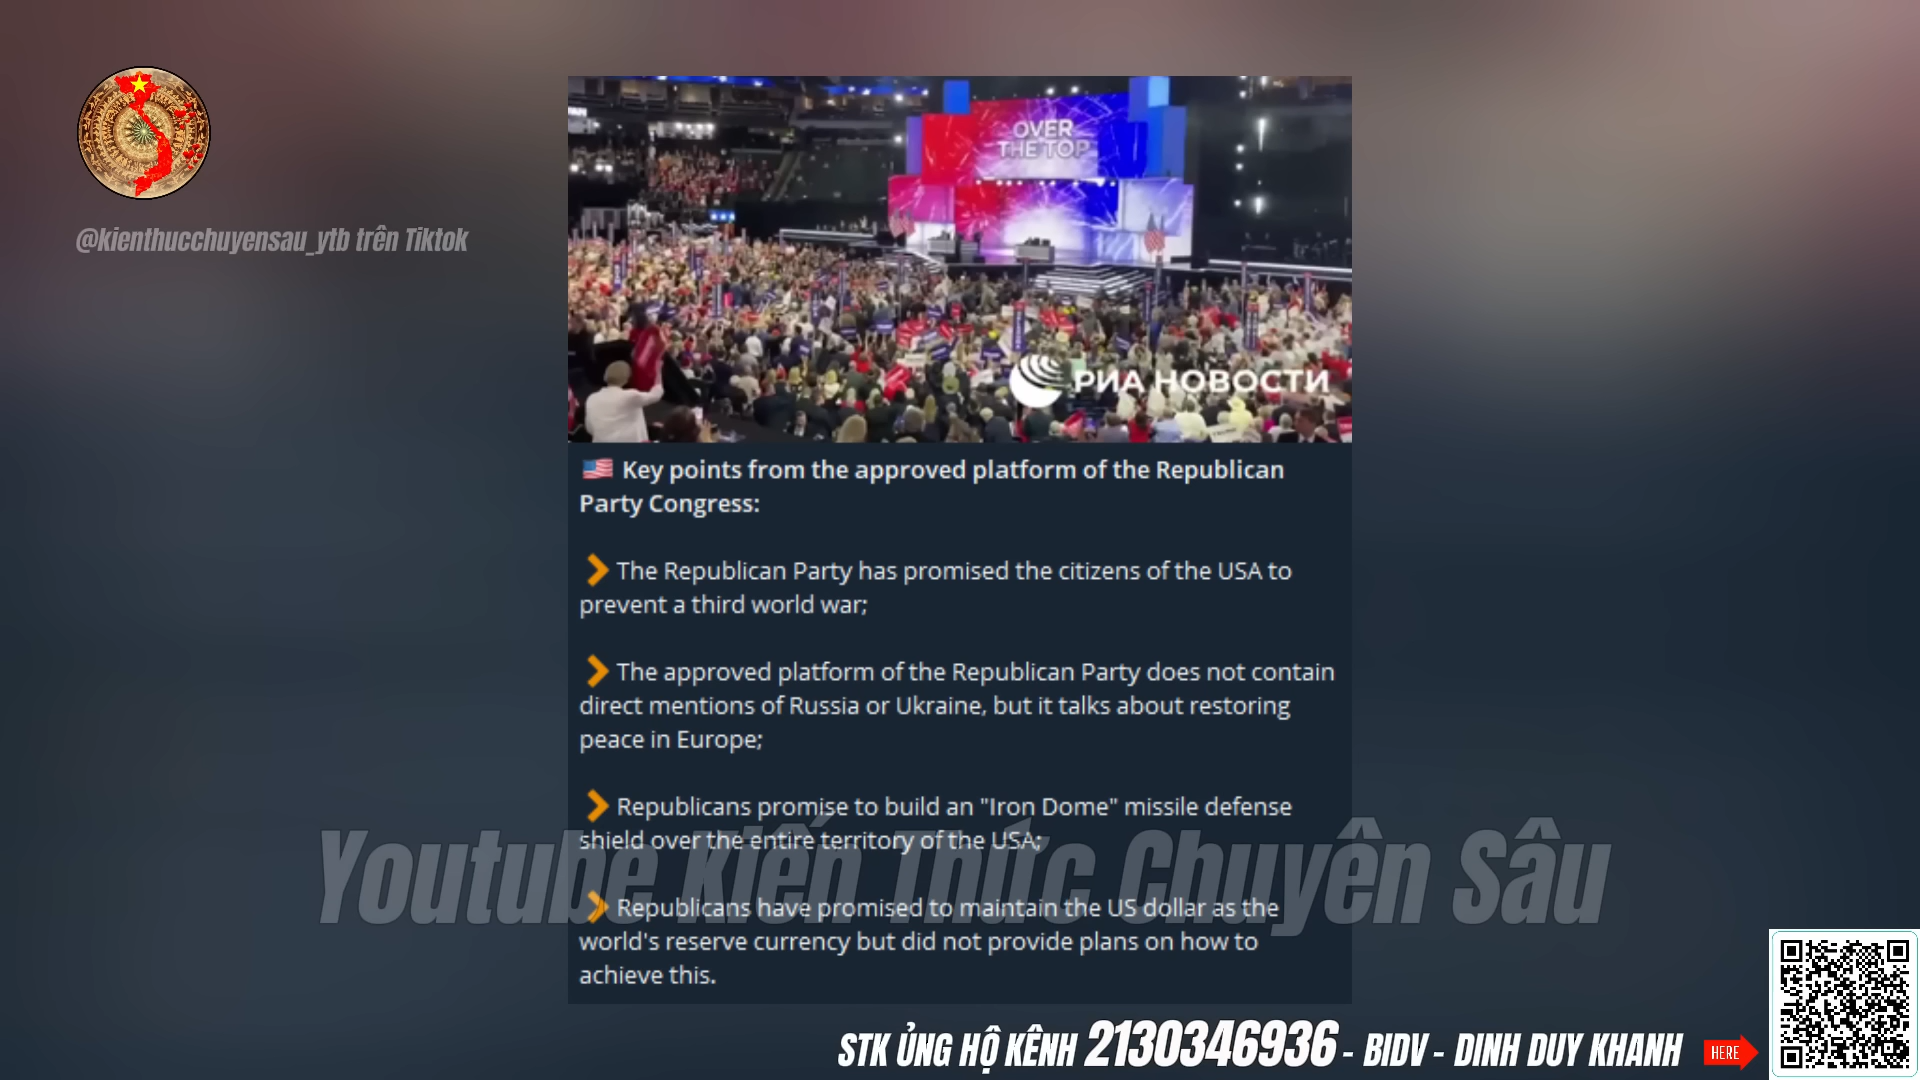 @kienthucchuyensau_ytb trên Tiktok
OVER
THE TOP
РИА НОВОСТИ
🇺🇸 Key points from the approved platform of the Republican
Party Congress:
The Republican Party has promised the citizens of the USA to
prevent a third world war;
The approved platform of the Republican Party does not contain
direct mentions of Russia or Ukraine, but it talks about restoring
peace in Europe;
Republicans promise to build an "Iron Dome" missile defense
shield over the entire territory of the USA;
Youtube Kiến Thức Chuyên Sâu
Republicans have promised to maintain the US dollar as the
world's reserve currency but did not provide plans on how to
achieve this.
STK ỦNG HỘ KÊNH 2130346936 - BIDV - DINH DUY KHANH
HERE